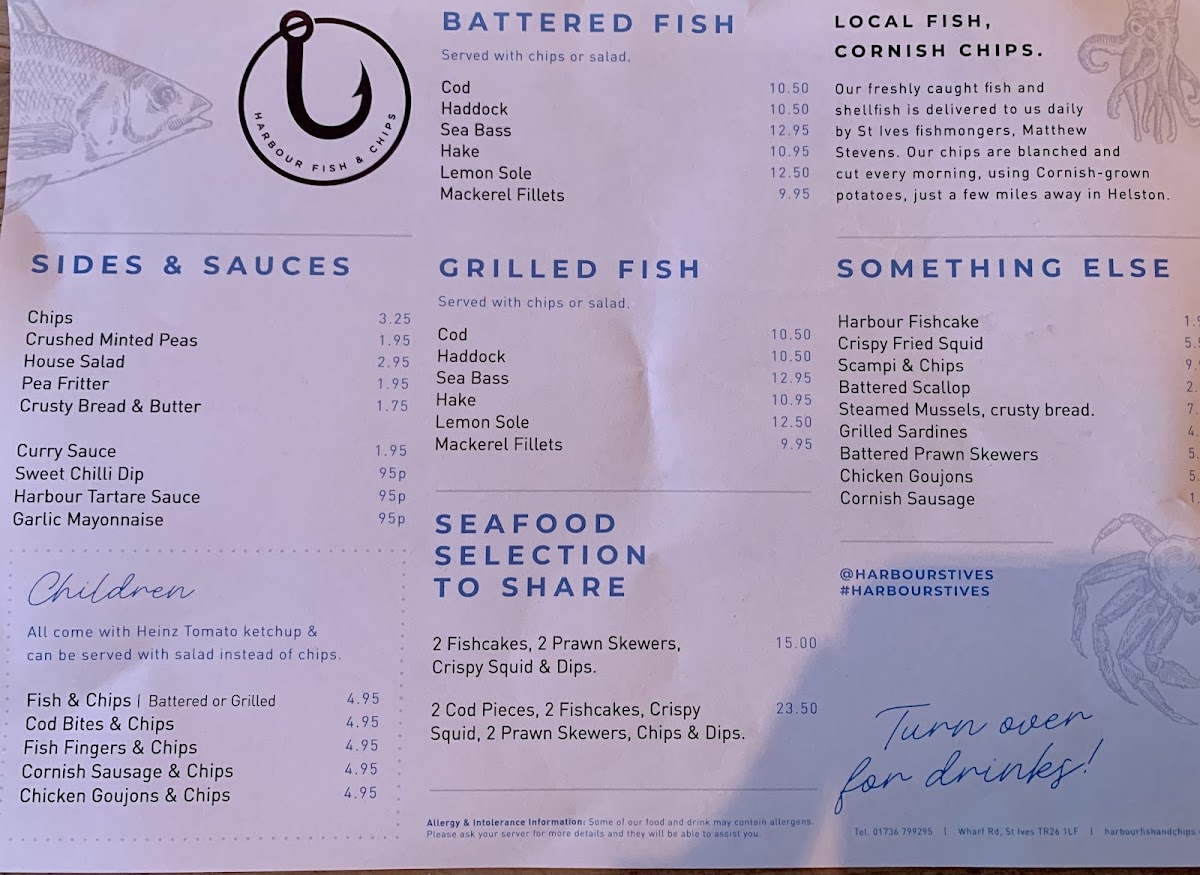 HARBOUR FISH & CHIPS
BATTERED FISH
Served with chips or salad.
Cod 10.50
Haddock 10.50
Sea Bass 12.95
Hake 10.95
Lemon Sole 12.50
Mackerel Fillets 9.95
LOCAL FISH,
CORNISH CHIPS.
Our freshly caught fish and
shellfish is delivered to us daily
by St Ives fishmongers, Matthew
Stevens. Our chips are blanched and
cut every morning, using Cornish-grown
potatoes, just a few miles away in Helston.
SIDES & SAUCES
Chips 3.25
Crushed Minted Peas 1.95
House Salad 2.95
Pea Fritter 1.95
Crusty Bread & Butter 1.75
Curry Sauce 1.95
Sweet Chilli Dip 95p
Harbour Tartare Sauce 95p
Garlic Mayonnaise 95p
Children
All come with Heinz Tomato ketchup &
can be served with salad instead of chips.
Fish & Chips | Battered or Grilled 4.95
Cod Bites & Chips 4.95
Fish Fingers & Chips 4.95
Cornish Sausage & Chips 4.95
Chicken Goujons & Chips 4.95
GRILLED FISH
Served with chips or salad.
Cod 10.50
Haddock 10.50
Sea Bass 12.95
Hake 10.95
Lemon Sole 12.50
Mackerel Fillets 9.95
SEAFOOD
SELECTION
TO SHARE
2 Fishcakes, 2 Prawn Skewers, 15.00
Crispy Squid & Dips.
2 Cod Pieces, 2 Fishcakes, Crispy 23.50
Squid, 2 Prawn Skewers, Chips & Dips.
Allergy & Intolerance Information: Some of our food and drink may contain allergens.
Please ask your server for more details and they will be able to assist you.
SOMETHING ELSE
Harbour Fishcake
Crispy Fried Squid
Scampi & Chips
Battered Scallop
Steamed Mussels, crusty bread.
Grilled Sardines
Battered Prawn Skewers
Chicken Goujons
Cornish Sausage
@HARBOURSTIVES
#HARBOURSTIVES
Turn over
for drinks!
Tel. 01736 799295 | Wharf Rd, St Ives TR26 1LF | harbourfishandchips.